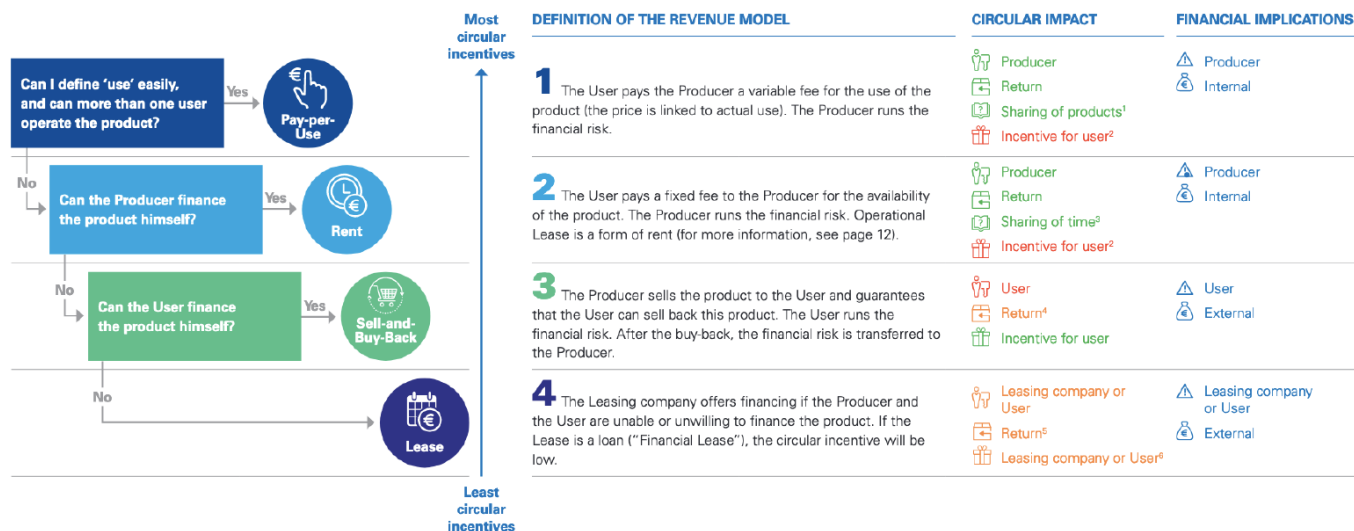 Most
circular
incentives
DEFINITION OF THE REVENUE MODEL
CIRCULAR IMPACT
FINANCIAL IMPLICATIONS
Can I define ‘use’ easily,
and can more than one user
operate the product?
Yes
Pay-per-
Use
1 The User pays the Producer a variable fee for the use of the
product (the price is linked to actual use). The Producer runs the
financial risk.
Producer
Return
Sharing of products¹
Incentive for user²
Producer
Internal
No
Can the Producer finance
the product himself?
Yes
Rent
2 The User pays a fixed fee to the Producer for the availability
of the product. The Producer runs the financial risk. Operational
Lease is a form of rent (for more information, see page 12).
Producer
Return
Sharing of time³
Incentive for user²
Producer
Internal
No
Can the User finance
the product himself?
Yes
Sell-and-
Buy-Back
3 The Producer sells the product to the User and guarantees
that the User can sell back this product. The User runs the
financial risk. After the buy-back, the financial risk is transferred to
the Producer.
User
Return⁴
Incentive for user
User
External
No
Lease
4 The Leasing company offers financing if the Producer and
the User are unable or unwilling to finance the product. If the
Lease is a loan (“Financial Lease”), the circular incentive will be
low.
Leasing company or
User
Return⁵
Leasing company or User⁶
Leasing company
or User
External
Least
circular
incentives